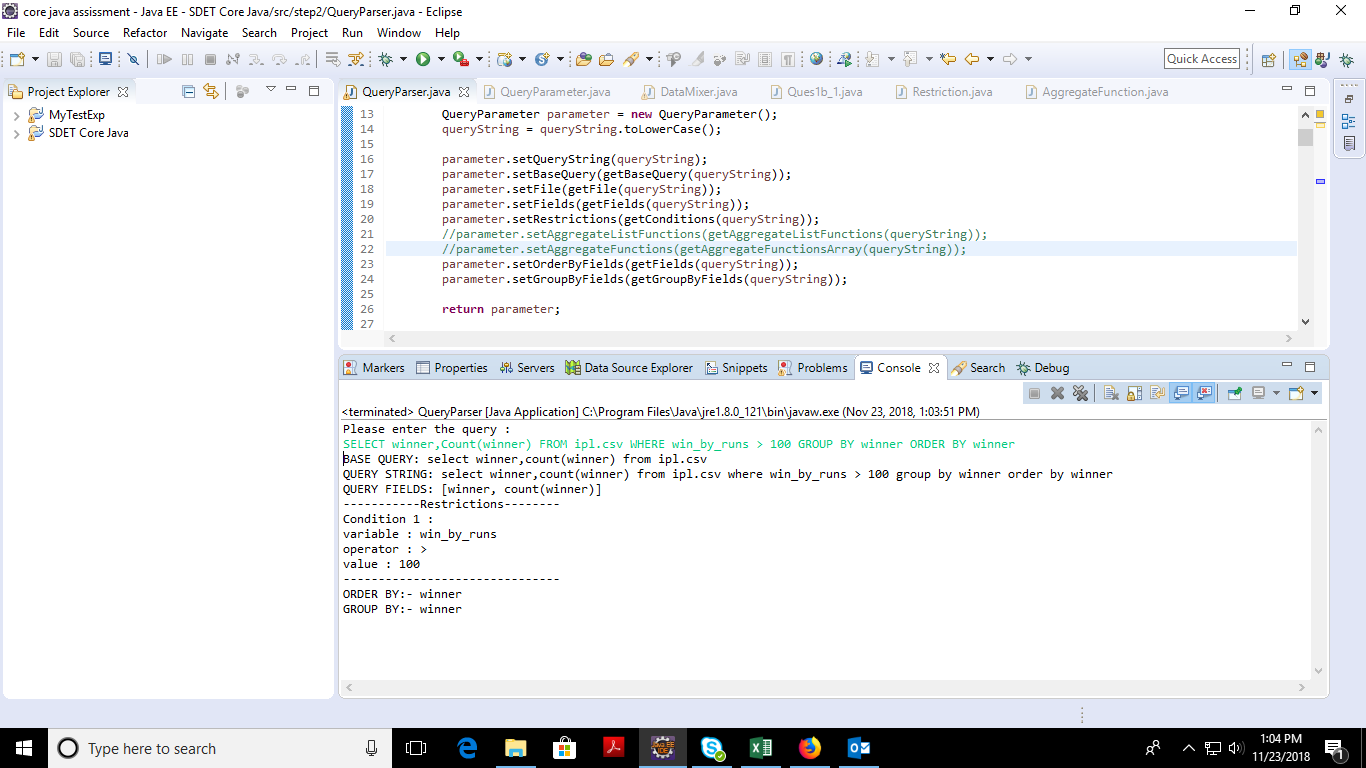 core java assissment - Java EE - SDET Core Java/src/step2/QueryParser.java - Eclipse
File Edit Source Refactor Navigate Search Project Run Window Help
Quick Access
Project Explorer
MyTestExp
SDET Core Java
QueryParser.java QueryParameter.java DataMixer.java Ques1b_1.java Restriction.java AggregateFunction.java
13 QueryParameter parameter = new QueryParameter();
14 queryString = queryString.toLowerCase();
15
16 parameter.setQueryString(queryString);
17 parameter.setBaseQuery(getBaseQuery(queryString));
18 parameter.setFile(getFile(queryString));
19 parameter.setFields(getFields(queryString));
20 parameter.setRestrictions(getConditions(queryString));
21 //parameter.setAggregateListFunctions(getAggregateListFunctions(queryString));
22 //parameter.setAggregateFunctions(getAggregateFunctionsArray(queryString));
23 parameter.setOrderByFields(getFields(queryString));
24 parameter.setGroupByFields(getGroupByFields(queryString));
25
26 return parameter;
27
Markers Properties Servers Data Source Explorer Snippets Problems Console Search Debug
<terminated> QueryParser [Java Application] C:\Program Files\Java\jre1.8.0_121\bin\javaw.exe (Nov 23, 2018, 1:03:51 PM)
Please enter the query :
SELECT winner,Count(winner) FROM ipl.csv WHERE win_by_runs > 100 GROUP BY winner ORDER BY winner
BASE QUERY: select winner,count(winner) from ipl.csv
QUERY STRING: select winner,count(winner) from ipl.csv where win_by_runs > 100 group by winner order by winner
QUERY FIELDS: [winner, count(winner)]
-----------Restrictions--------
Condition 1 :
variable : win_by_runs
operator : >
value : 100
-------------------------------
ORDER BY:- winner
GROUP BY:- winner
Type here to search
1:04 PM
11/23/2018
1